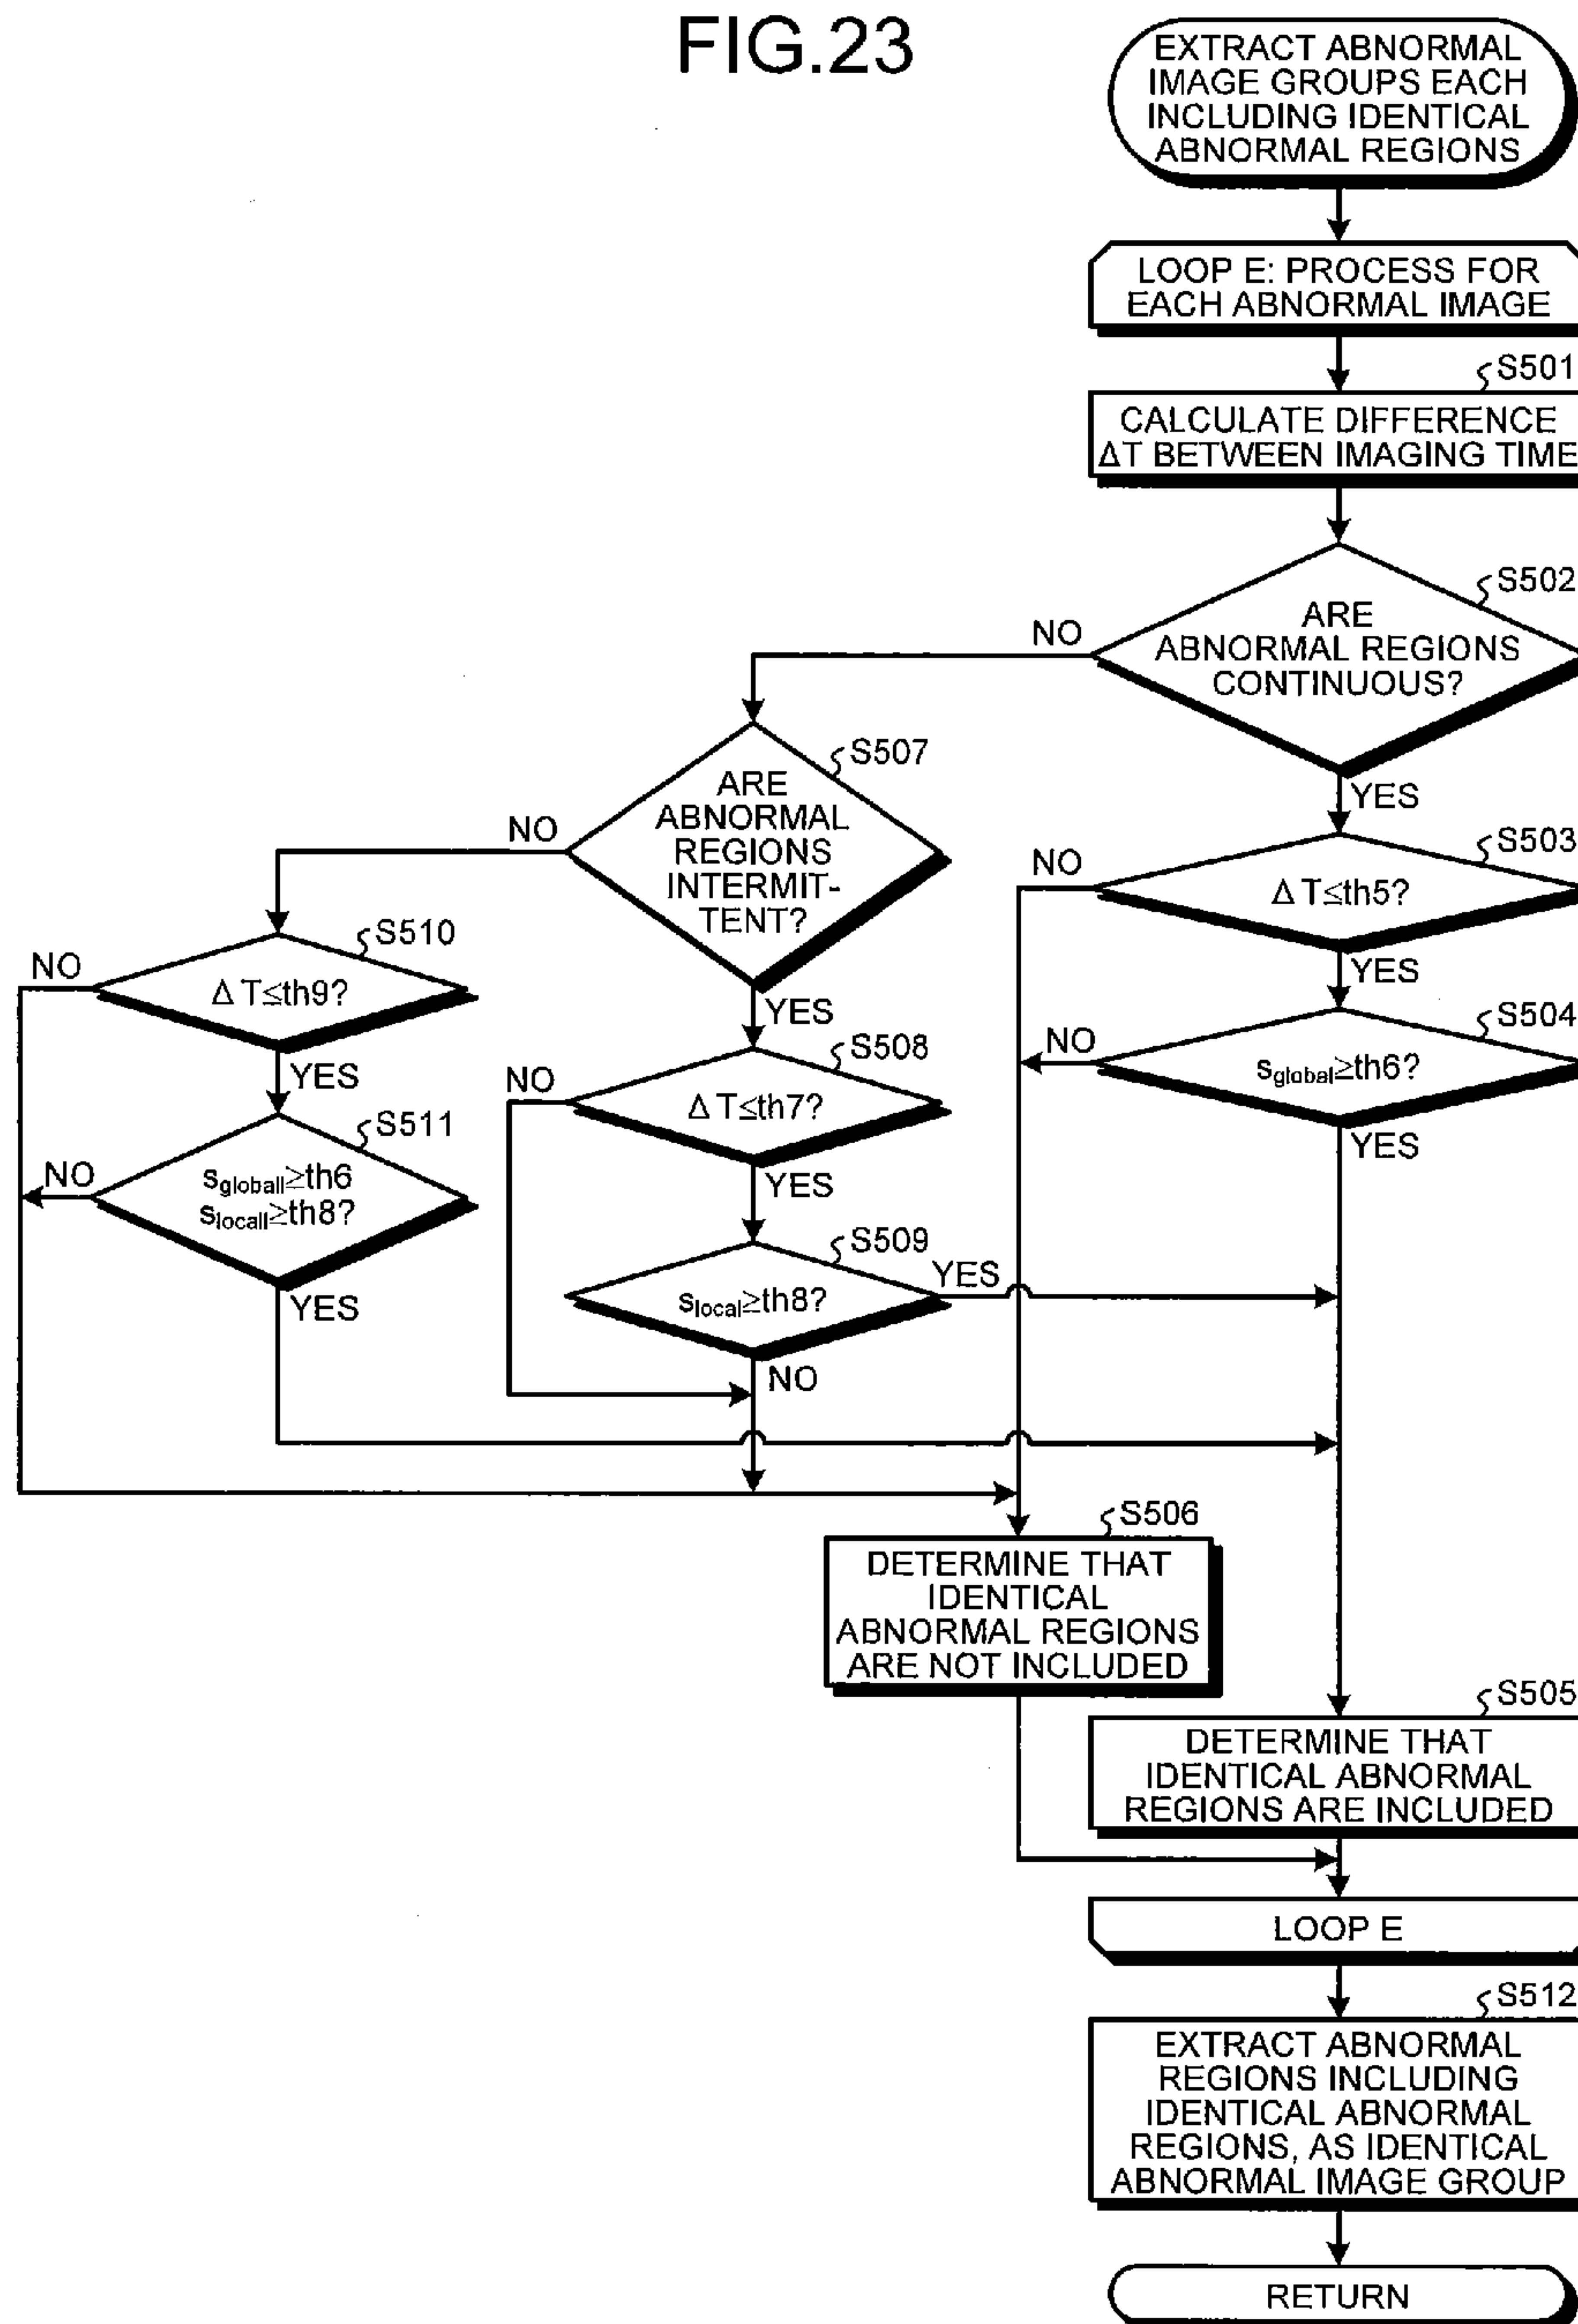 FIG.23
EXTRACT ABNORMAL
IMAGE GROUPS EACH
INCLUDING IDENTICAL
ABNORMAL REGIONS
LOOP E: PROCESS FOR
EACH ABNORMAL IMAGE
S501
CALCULATE DIFFERENCE
ΔT BETWEEN IMAGING TIME
S502
ARE
ABNORMAL REGIONS
CONTINUOUS?
NO
YES
S503
ΔT≤th5?
NO
YES
S504
sglobal≥th6?
NO
YES
S507
ARE
ABNORMAL
REGIONS
INTERMIT-
TENT?
NO
YES
S508
ΔT≤th7?
NO
YES
S509
slocal≥th8?
YES
NO
S510
ΔT≤th9?
NO
YES
S511
sgloball≥th6
slocall≥th8?
NO
YES
S506
DETERMINE THAT
IDENTICAL
ABNORMAL REGIONS
ARE NOT INCLUDED
S505
DETERMINE THAT
IDENTICAL ABNORMAL
REGIONS ARE INCLUDED
LOOP E
S512
EXTRACT ABNORMAL
REGIONS INCLUDING
IDENTICAL ABNORMAL
REGIONS, AS IDENTICAL
ABNORMAL IMAGE GROUP
RETURN